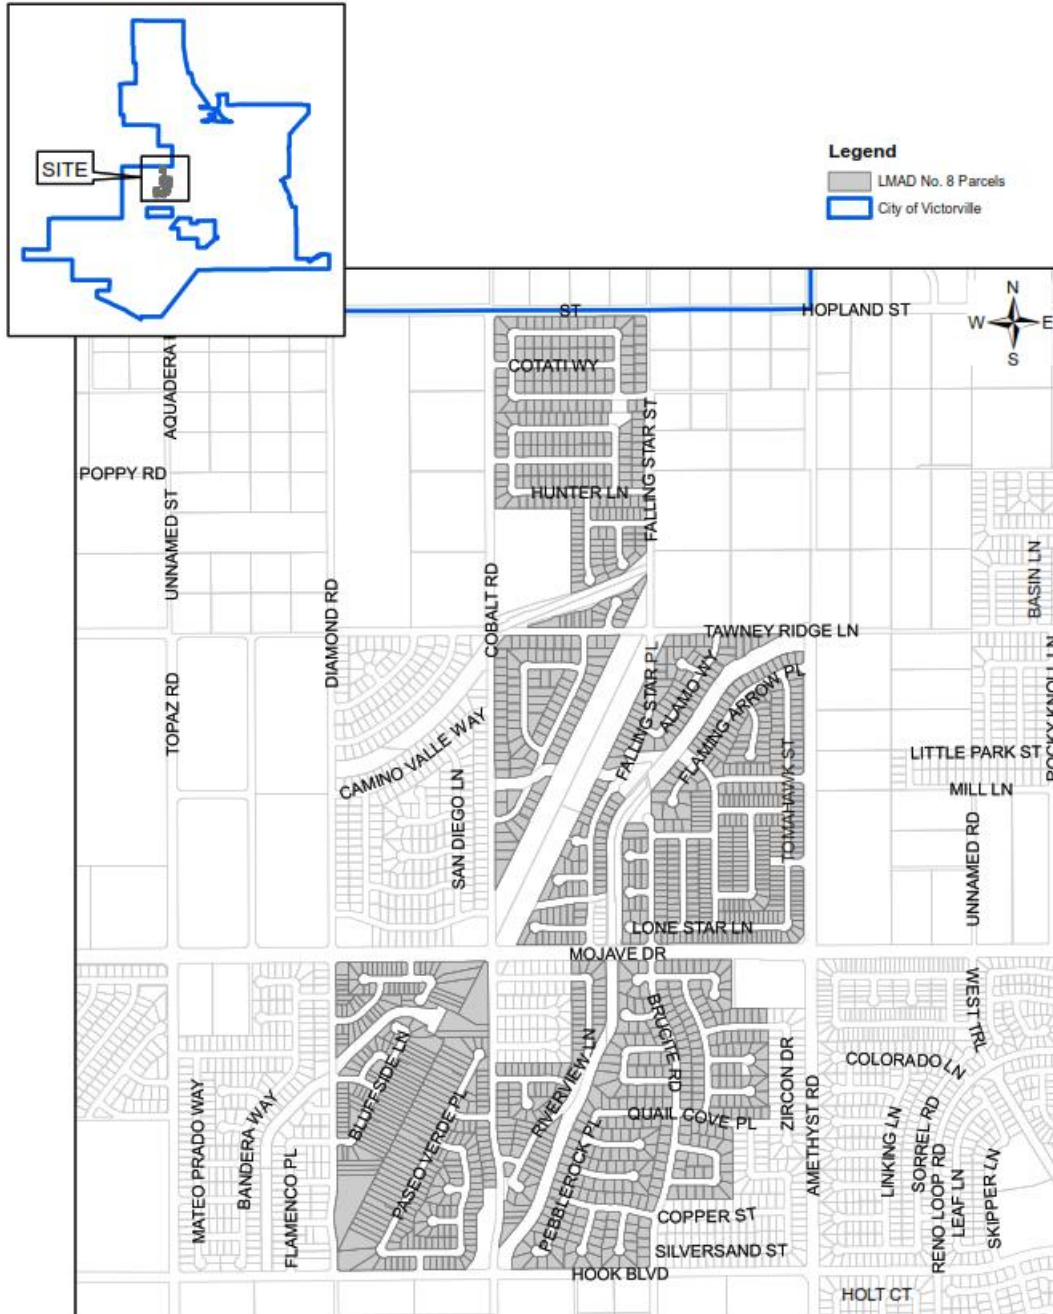 SITE
Legend
LMAD No. 8 Parcels
City of Victorville
N
W
E
S
ST
HOPLAND ST
COTATI WY
POPPY RD
UNNAMED ST
HUNTER LN
FALLING STAR ST
DIAMOND RD
COBALT RD
BASIN LN
TAWNEY RIDGE LN
TOPAZ RD
CAMINO VALLE WAY
SAN DIEGO LN
FALLING STAR PL
ALAMO WY
FLAMING ARROW PL
TOMAHAWK ST
LITTLE PARK ST
MILL LN
UNNAMED RD
LONE STAR LN
MOJAVE DR
WEST TRL
BRUCITE RD
ZIRCON DR
AMETHYST RD
COLORADO LN
BLUFFSIDE LN
RIVERVIEW LN
MATEO PRADO WAY
BANDERA WAY
FLAMENCO PL
PASEO VERDE PL
QUAIL COVE PL
PEBBLEROCK PL
LINKING LN
SORREL RD
RENO LOOP RD
LEAF LN
SKIPPER LN
COPPER ST
SILVERSAND ST
HOOK BLVD
HOLT CT